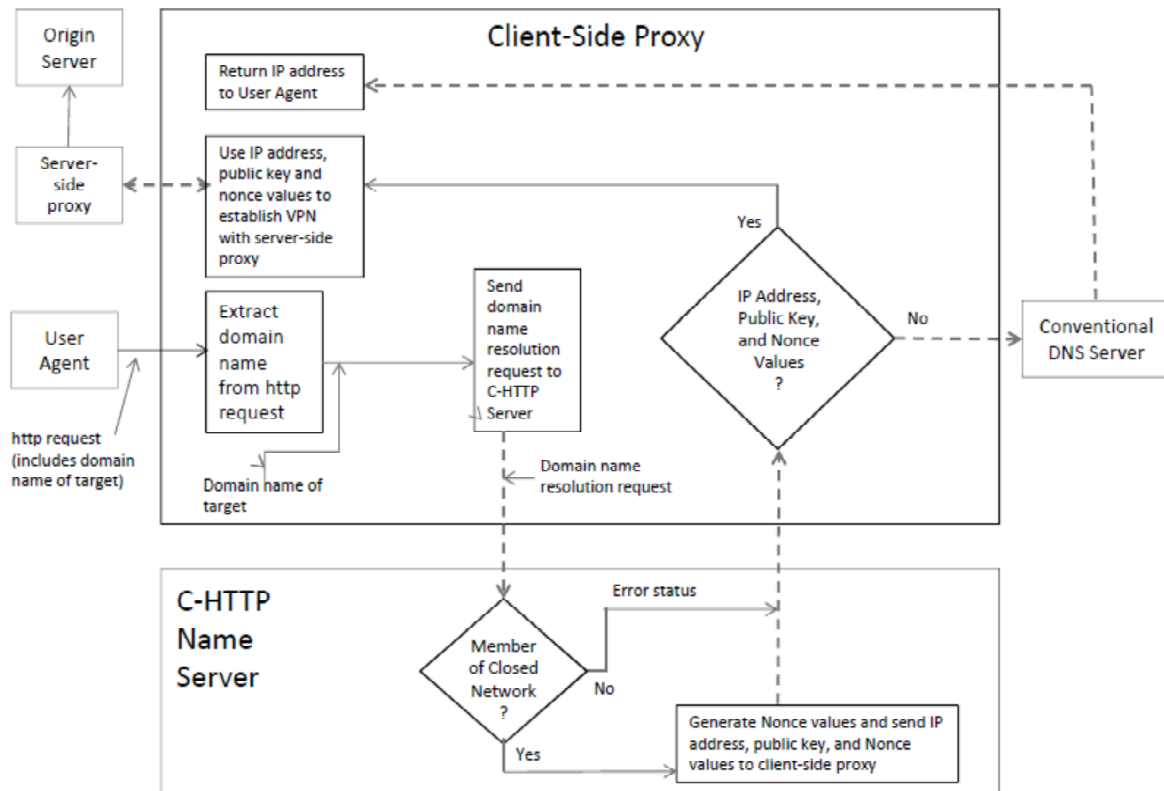 Client-Side Proxy
Origin
Server
Return IP address
to User Agent
Server-
side
proxy
Use IP address,
public key and
nonce values to
establish VPN
with server-side
proxy
Yes
IP Address,
Public Key,
and Nonce
Values
?
No
Conventional
DNS Server
User
Agent
Extract
domain
name
from http
request
Send
domain
name
resolution
request to
C-HTTP
Server
http request
(includes domain
name of target)
Domain name of
target
Domain name
resolution request
C-HTTP
Name
Server
Error status
Member
of Closed
Network
?
No
Yes
Generate Nonce values and send IP
address, public key, and Nonce
values to client-side proxy